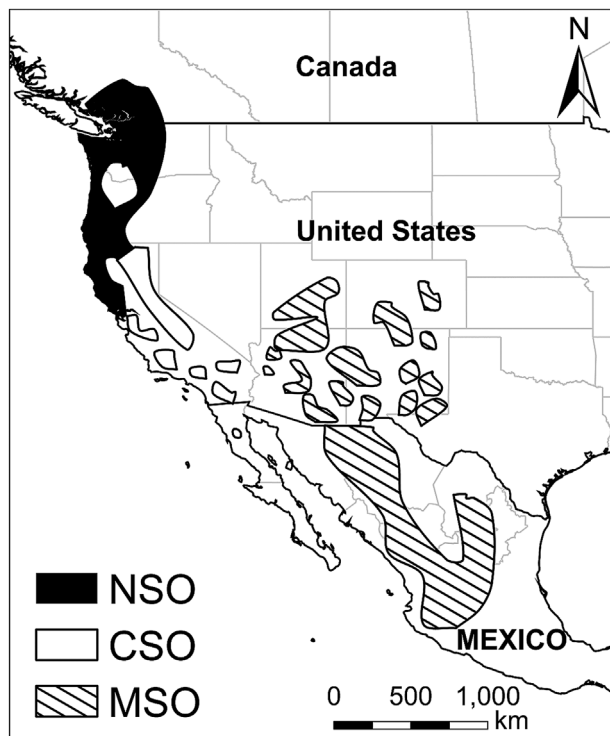 N
Canada
United States
MEXICO
NSO
CSO
MSO
0 500 1,000
km